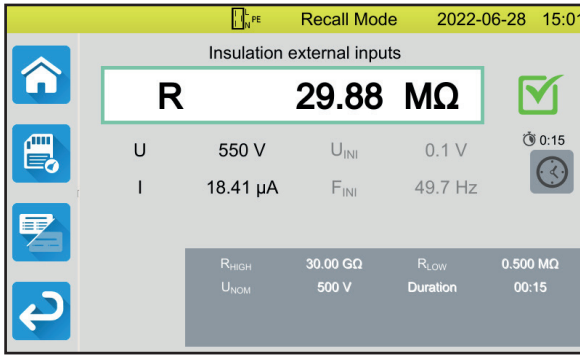 L
N PE Recall Mode 2022-06-28 15:01
Insulation external inputs
R 29.88 MΩ
0:15
U 550 V UINI 0.1 V
I 18.41 µA FINI 49.7 Hz
RHIGH 30.00 GΩ RLOW 0.500 MΩ
UNOM 500 V Duration 00:15